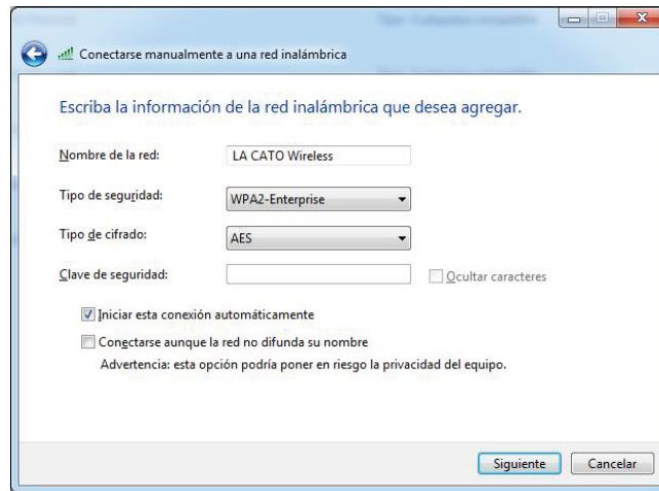 Conectarse manualmente a una red inalámbrica
Escriba la información de la red inalámbrica que desea agregar.
Nombre de la red: LA CATO Wireless
Tipo de seguridad: WPA2-Enterprise
Tipo de cifrado: AES
Clave de seguridad: Ocultar caracteres
Iniciar esta conexión automáticamente
Conectarse aunque la red no difunda su nombre
Advertencia: esta opción podría poner en riesgo la privacidad del equipo.
Siguiente Cancelar